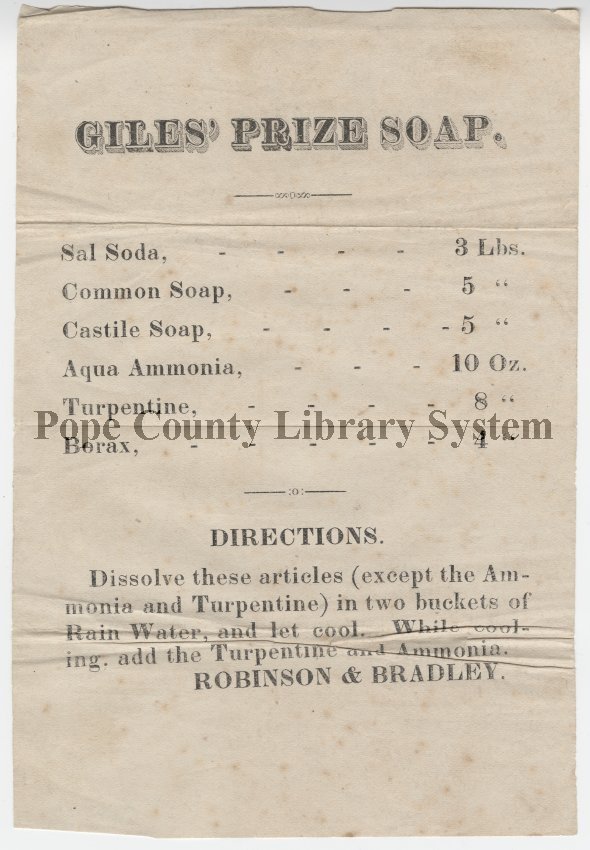 GILES' PRIZE SOAP.
Sal Soda, - - - - 3 Lbs.
Common Soap, - - - 5 "
Castile Soap, - - - - 5 "
Aqua Ammonia, - - - 10 Oz.
Turpentine, - - - - 8 "
Pope County Library System
Borax, - - - - - 4 "
:o:
DIRECTIONS.
Dissolve these articles (except the Am-
monia and Turpentine) in two buckets of
Rain Water, and let cool. While cool-
ing, add the Turpentine and Ammonia.
ROBINSON & BRADLEY.